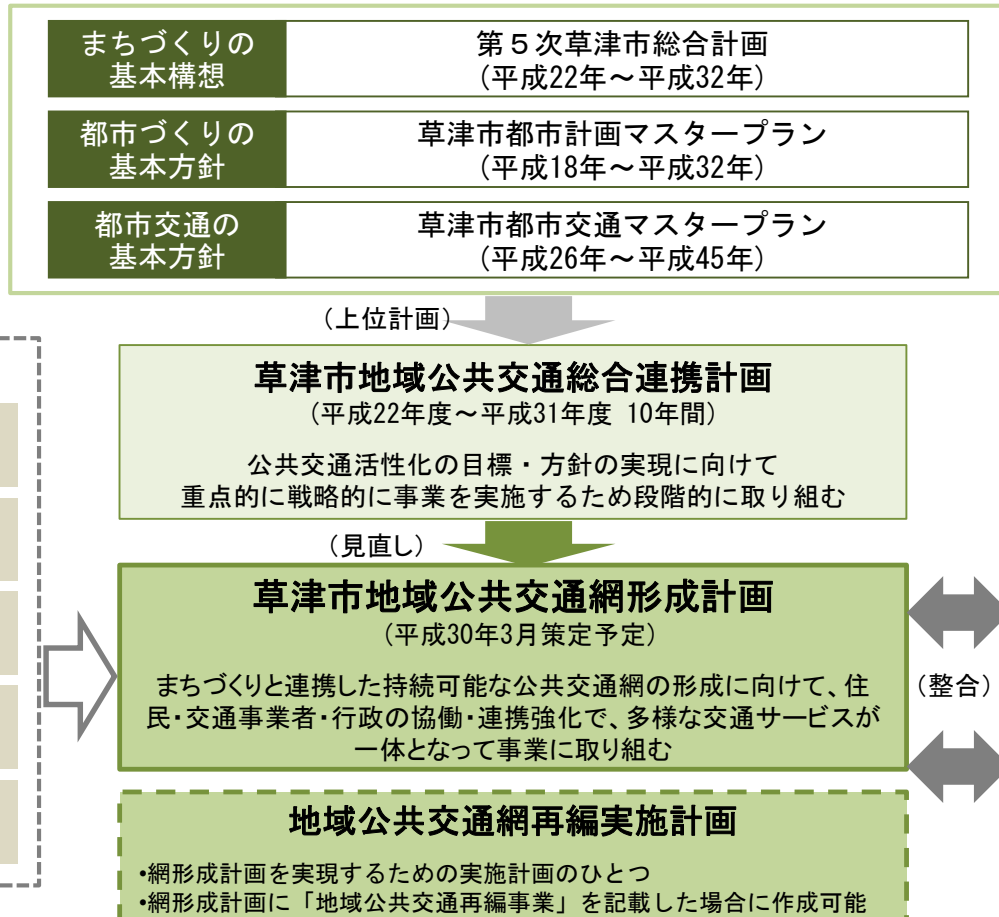 まちづくりの
基本構想
第５次草津市総合計画
(平成22年～平成32年)
都市づくりの
基本方針
草津市都市計画マスタープラン
(平成18年～平成32年)
都市交通の
基本方針
草津市都市交通マスタープラン
(平成26年～平成45年)
（上位計画）
草津市地域公共交通総合連携計画
(平成22年度～平成31年度 10年間)
公共交通活性化の目標・方針の実現に向けて
重点的に戦略的に事業を実施するため段階的に取り組む
（見直し）
草津市地域公共交通網形成計画
(平成30年3月策定予定)
まちづくりと連携した持続可能な公共交通網の形成に向けて、住
民・交通事業者・行政の協働・連携強化で、多様な交通サービスが
一体となって事業に取り組む
（整合）
地域公共交通網再編実施計画
•網形成計画を実現するための実施計画のひとつ
•網形成計画に「地域公共交通再編事業」を記載した場合に作成可能